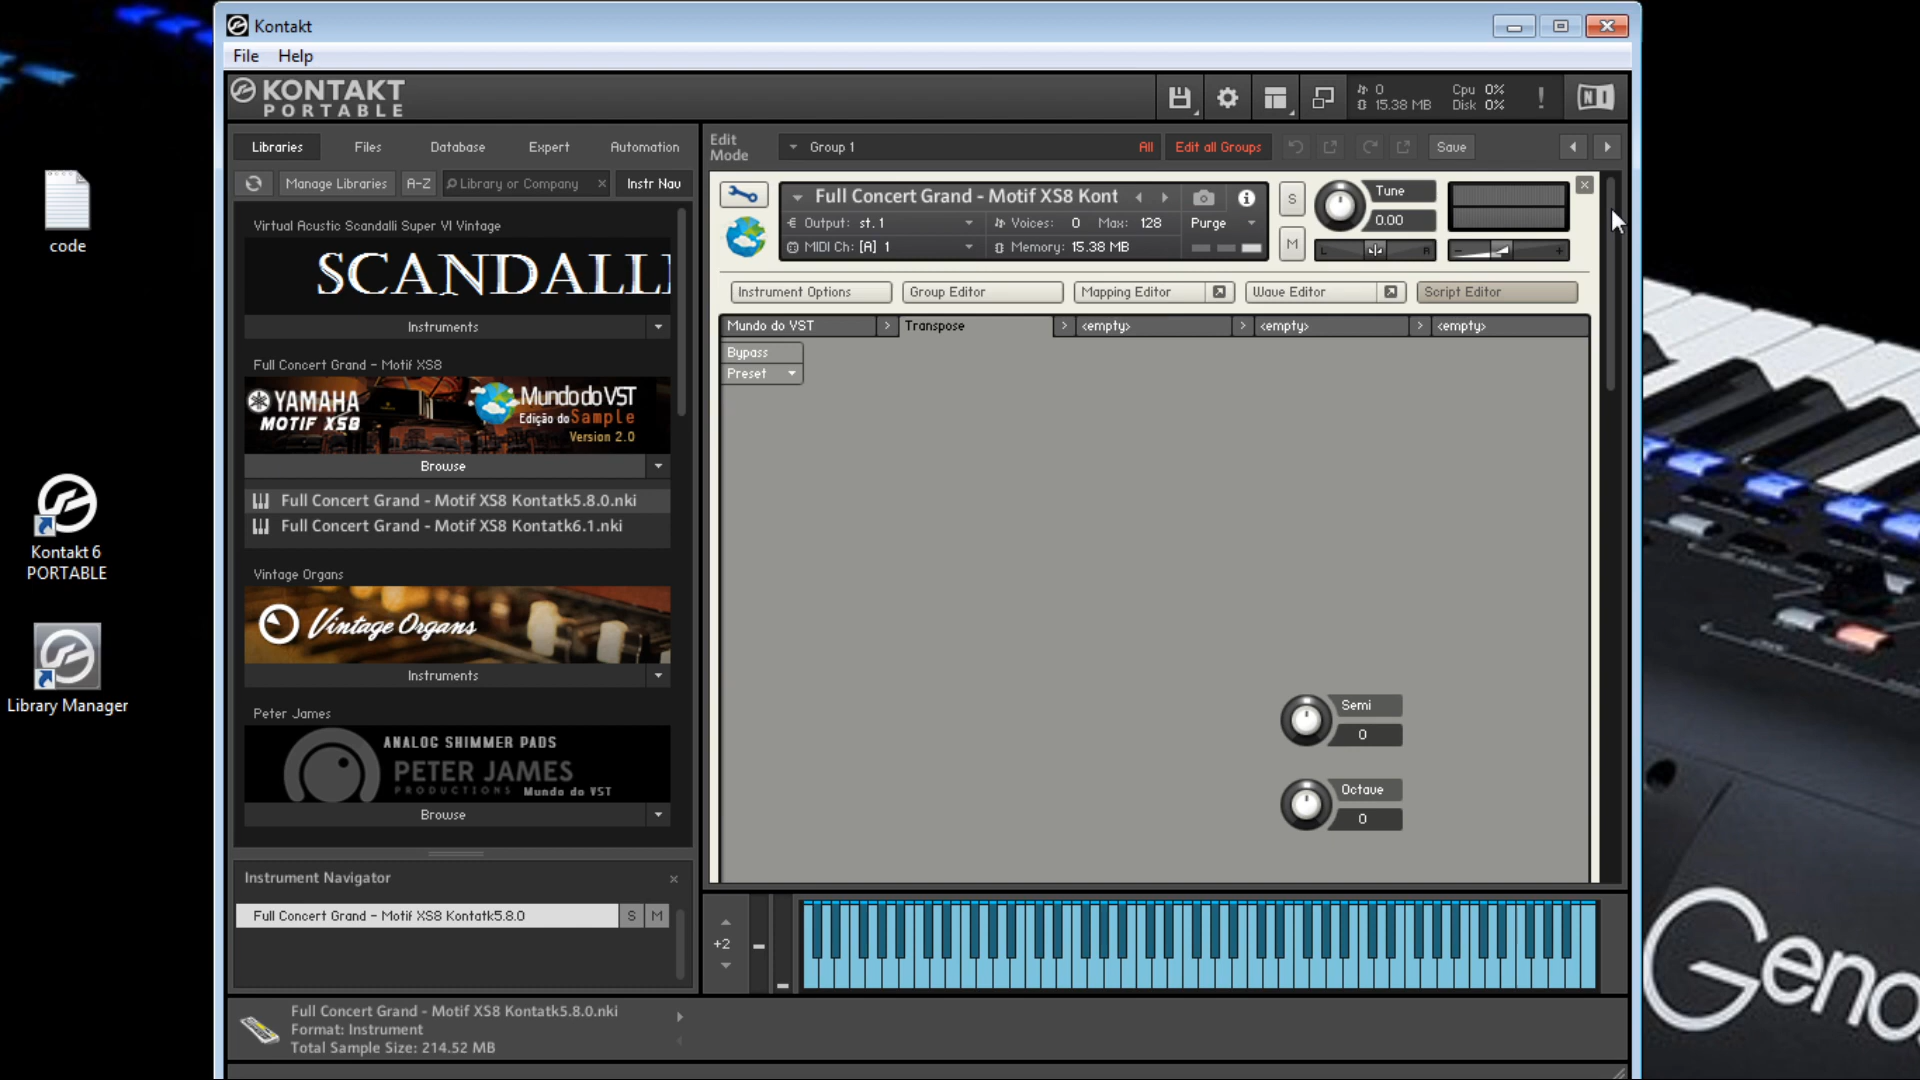 Kontakt
File Help
KONTAKT
PORTABLE
0
15.38 MB
Cpu 0%
Disk 0%
!
NI
Libraries Files Database Expert Automation
Manage Libraries A-Z Library or Company × Instr Nav
Virtual Acustic Scandalli Super VI Vintage
SCANDALLI
Instruments
Full Concert Grand - Motif XS8
YAMAHA
MOTIF XS8
Mundo do VST
Edição do Sample
Version 2.0
Browse
Full Concert Grand - Motif XS8 Kontatk5.8.0.nki
Full Concert Grand - Motif XS8 Kontatk6.1.nki
Vintage Organs
Vintage Organs
Instruments
Peter James
ANALOG SHIMMER PADS
PETER JAMES
PRODUCTIONS Mundo do VST
Browse
Instrument Navigator ×
Full Concert Grand - Motif XS8 Kontatk5.8.0 S M
Full Concert Grand - Motif XS8 Kontatk5.8.0.nki
Format: Instrument
Total Sample Size: 214.52 MB
Edit
Mode
Group 1 All Edit all Groups Save
Full Concert Grand - Motif XS8 Kont
Output: st.1 Voices: 0 Max: 128 Purge
MIDI Ch: [A] 1 Memory: 15.38 MB
S
M
Tune
0.00
L R
- +
Instrument Options Group Editor Mapping Editor Wave Editor Script Editor
Mundo do VST > Transpose > <empty> > <empty> > <empty>
Bypass
Preset
Semi
0
Octave
0
+2
code
Kontakt 6
PORTABLE
Library Manager
Geno